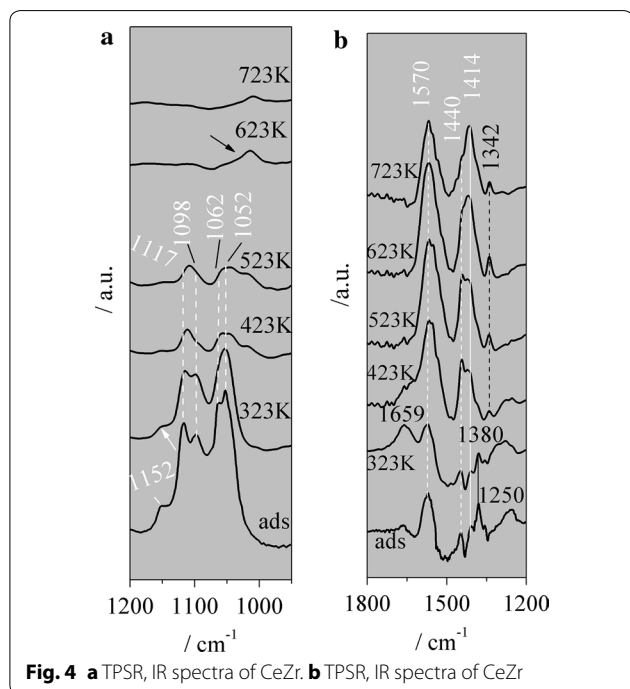 a
723K
623K
1098
1062
1052
1117
523K
423K
323K
1152
ads
1200 1100 1000
/ cm-1
/ a.u.
b
1570
1440
1414
1342
723K
623K
523K
423K
1659
1380
323K
1250
ads
1800 1500 1200
/ cm-1
/ a.u.
Fig. 4 a TPSR, IR spectra of CeZr. b TPSR, IR spectra of CeZr